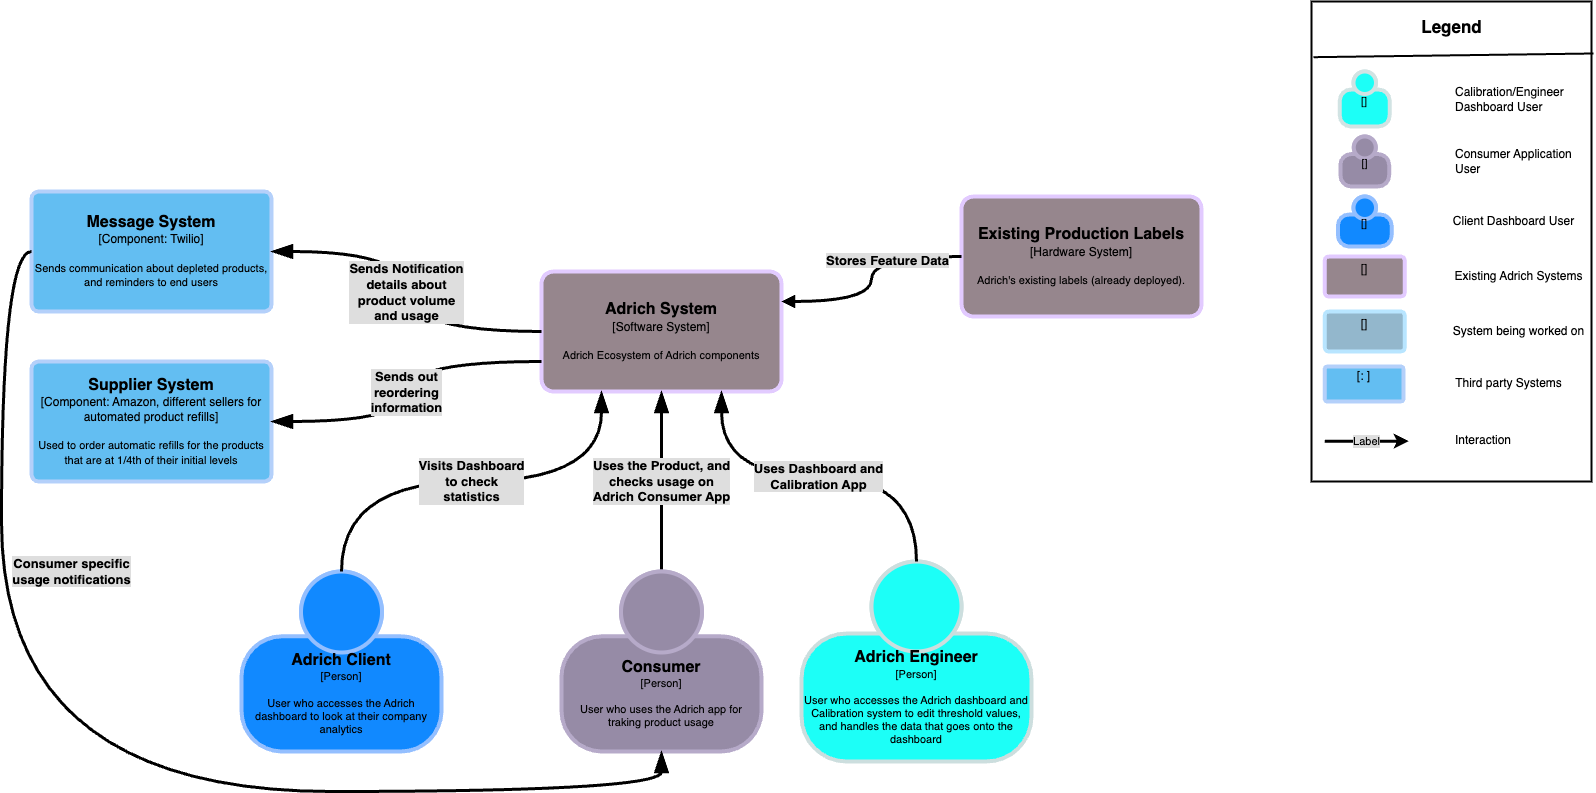 Legend
[]
Calibration/Engineer
Dashboard User
[]
Consumer Application
User
[]
Client Dashboard User
[]
Existing Adrich Systems
[]
System being worked on
[: ]
Third party Systems
Label
Interaction
Message System
[Component: Twilio]
Sends communication about depleted products,
and reminders to end users
Sends Notification
details about
product volume
and usage
Existing Production Labels
[Hardware System]
Adrich's existing labels (already deployed).
Stores Feature Data
Adrich System
[Software System]
Adrich Ecosystem of Adrich components
Supplier System
[Component: Amazon, different sellers for
automated product refills]
Used to order automatic refills for the products
that are at 1/4th of their initial levels
Sends out
reordering
information
Visits Dashboard
to check
statistics
Uses the Product, and
checks usage on
Adrich Consumer App
Uses Dashboard and
Calibration App
Consumer specific
usage notifications
Adrich Client
[Person]
User who accesses the Adrich
dashboard to look at their company
analytics
Consumer
[Person]
User who uses the Adrich app for
traking product usage
Adrich Engineer
[Person]
User who accesses the Adrich dashboard and
Calibration system to edit threshold values,
and handles the data that goes onto the
dashboard